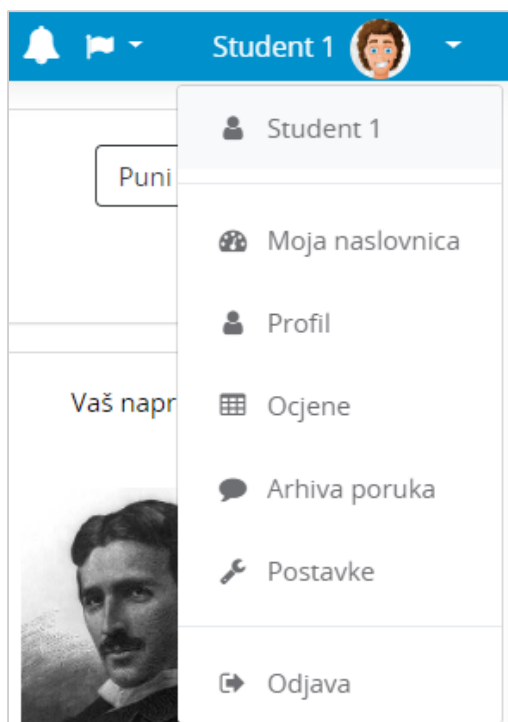 Student 1
Student 1
Puni
Moja naslovnica
Profil
Vaš napr
Ocjene
Arhiva poruka
Postavke
Odjava